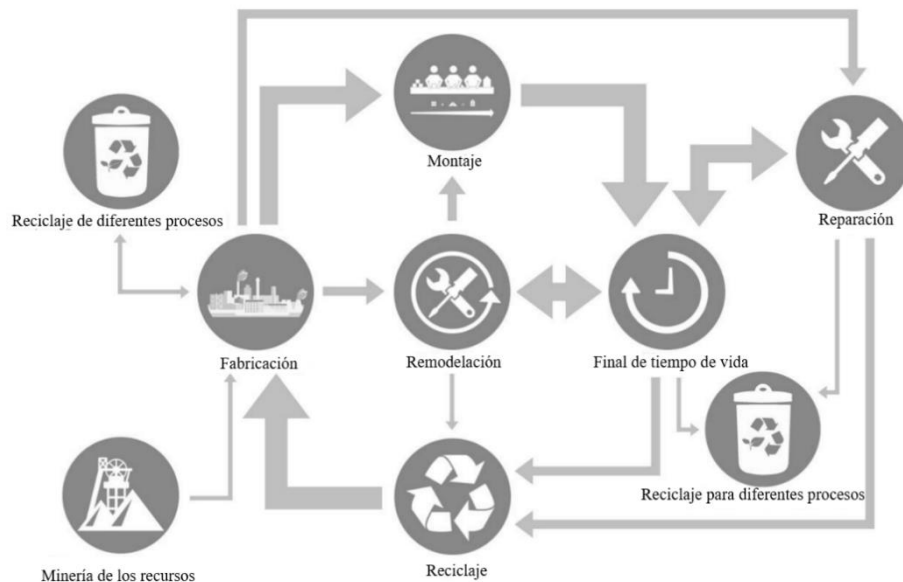 Montaje
Reparación
Reciclaje de diferentes procesos
Fabricación
Remodelación
Final de tiempo de vida
Reciclaje para diferentes procesos
Minería de los recursos
Reciclaje